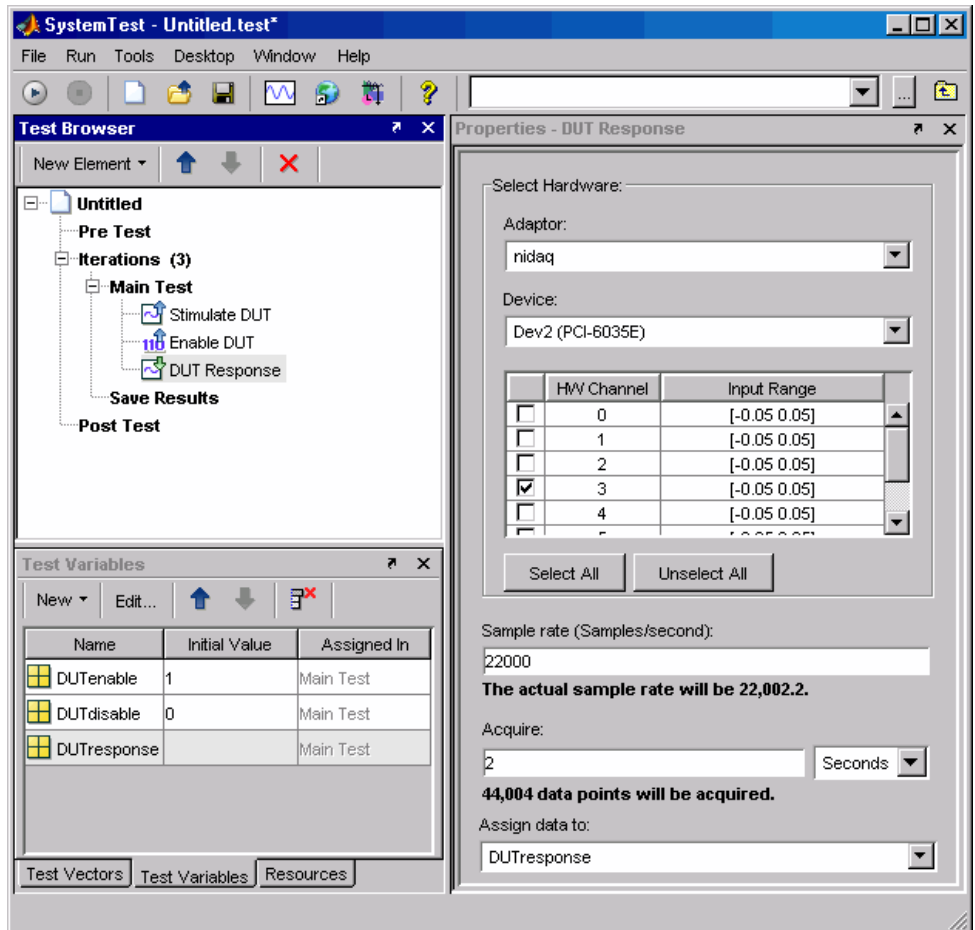 SystemTest - Untitled.test*
File Run Tools Desktop Window Help
...
Test Browser
New Element
Untitled
Pre Test
Iterations (3)
Main Test
Stimulate DUT
Enable DUT
DUT Response
Save Results
Post Test
Test Variables
New Edit...
Name Initial Value Assigned In
DUTenable 1 Main Test
DUTdisable 0 Main Test
DUTresponse Main Test
Test Vectors Test Variables Resources
Properties - DUT Response
Select Hardware:
Adaptor:
nidaq
Device:
Dev2 (PCI-6035E)
HW Channel Input Range
0 [-0.05 0.05]
1 [-0.05 0.05]
2 [-0.05 0.05]
3 [-0.05 0.05]
4 [-0.05 0.05]
Select All Unselect All
Sample rate (Samples/second):
22000
The actual sample rate will be 22,002.2.
Acquire:
2 Seconds
44,004 data points will be acquired.
Assign data to:
DUTresponse